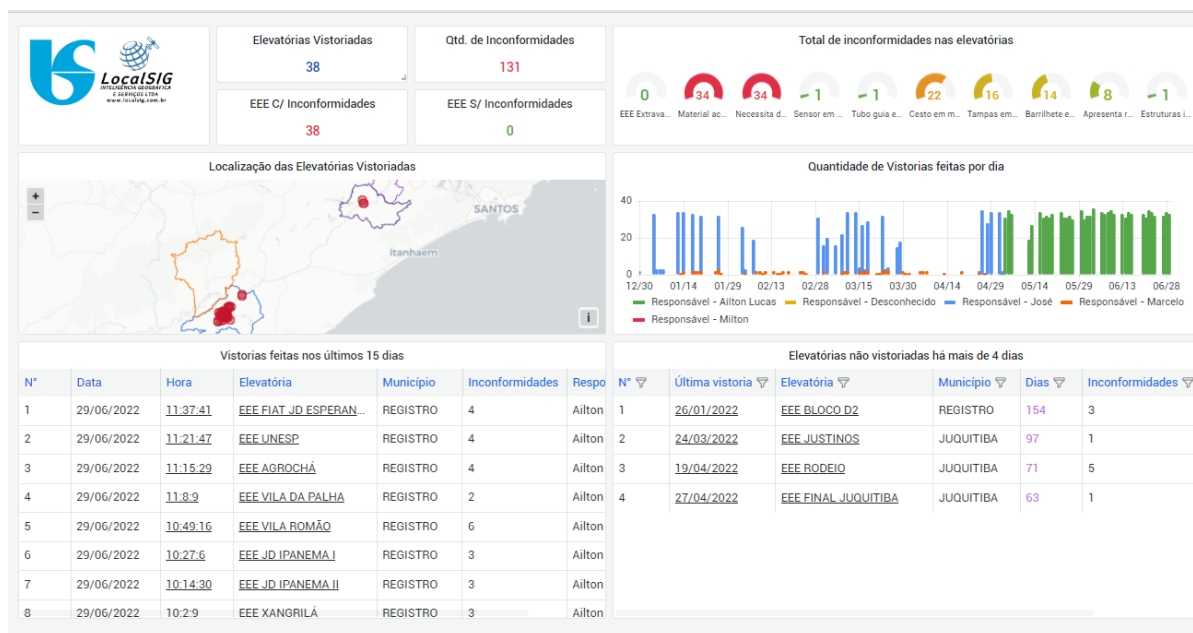 LocalSIG
INTELIGÊNCIA GEOGRÁFICA
E SERVIÇOS LTDA
www.localsig.com.br
Elevatórias Vistoriadas
38
Qtd. de Inconformidades
131
EEE C/ Inconformidades
38
EEE S/ Inconformidades
0
Total de inconformidades nas elevatórias
0 34 34 1 1 22 16 14 8 1
EEE Extrava... Material ac... Necessita d... Sensor em ... Tubo guia e... Cesto em m... Tampas em... Barrilhete e... Apresenta r... Estruturas i...
Localização das Elevatórias Vistoriadas
+
−
SANTOS
Itanhaém
i
Quantidade de Vistorias feitas por dia
40
20
0
12/30 01/14 01/29 02/13 02/28 03/15 03/30 04/14 04/29 05/14 05/29 06/13 06/28
Responsável - Ailton Lucas Responsável - Desconhecido Responsável - José Responsável - Marcelo
Responsável - Milton
Vistorias feitas nos últimos 15 dias
N° Data Hora Elevatória Município Inconformidades Respo
1 29/06/2022 11:37:41 EEE FIAT JD ESPERAN... REGISTRO 4 Ailton
2 29/06/2022 11:21:47 EEE UNESP REGISTRO 4 Ailton
3 29/06/2022 11:15:29 EEE AGROCHÁ REGISTRO 4 Ailton
4 29/06/2022 11:8:9 EEE VILA DA PALHA REGISTRO 2 Ailton
5 29/06/2022 10:49:16 EEE VILA ROMÃO REGISTRO 6 Ailton
6 29/06/2022 10:27:6 EEE JD IPANEMA I REGISTRO 3 Ailton
7 29/06/2022 10:14:30 EEE JD IPANEMA II REGISTRO 3 Ailton
8 29/06/2022 10:2:9 EEE XANGRILÁ REGISTRO 3 Ailton
Elevatórias não vistoriadas há mais de 4 dias
N° Última vistoria Elevatória Município Dias Inconformidades
1 26/01/2022 EEE BLOCO D2 REGISTRO 154 3
2 24/03/2022 EEE JUSTINOS JUQUITIBA 97 1
3 19/04/2022 EEE RODEIO JUQUITIBA 71 5
4 27/04/2022 EEE FINAL JUQUITIBA JUQUITIBA 63 1